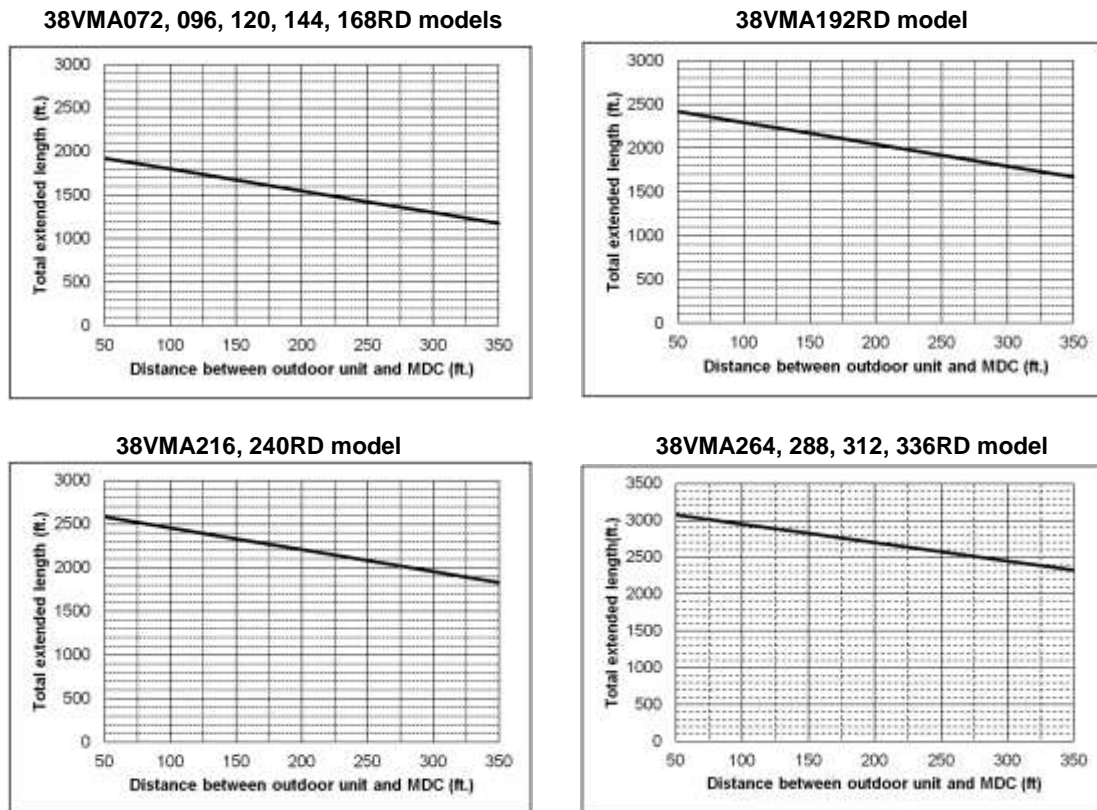 38VMA072, 096, 120, 144, 168RD models
3000
2500
2000
1500
1000
500
0
Total extended length (ft.)
50 100 150 200 250 300 350
Distance between outdoor unit and MDC (ft.)
38VMA192RD model
3000
2500
2000
1500
1000
500
0
Total extended length (ft.)
50 100 150 200 250 300 350
Distance between outdoor unit and MDC (ft.)
38VMA216, 240RD model
3000
2500
2000
1500
1000
500
0
Total extended length (ft.)
50 100 150 200 250 300 350
Distance between outdoor unit and MDC (ft.)
38VMA264, 288, 312, 336RD model
3500
3000
2500
2000
1500
1000
500
0
Total extended length(ft.)
50 100 150 200 250 300 350
Distance between outdoor unit and MDC (ft)